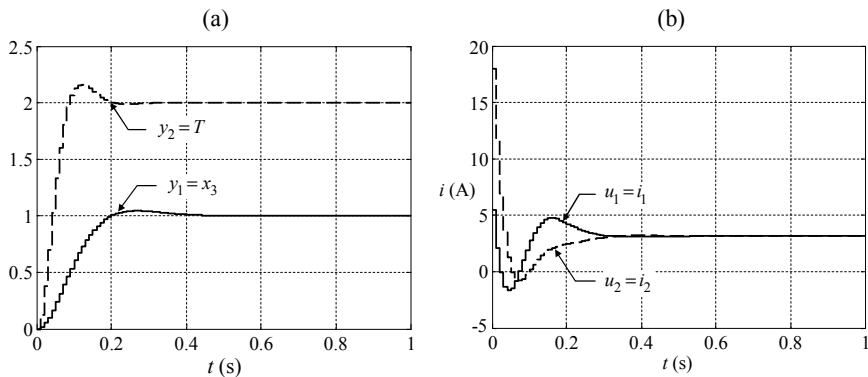 (a)
2.5
2
1.5
1
0.5
0
0 0.2 0.4 0.6 0.8 1
t (s)
y2 = T
y1 = x3
(b)
20
15
10
5
0
-5
0 0.2 0.4 0.6 0.8 1
t (s)
i (A)
u1 = i1
u2 = i2